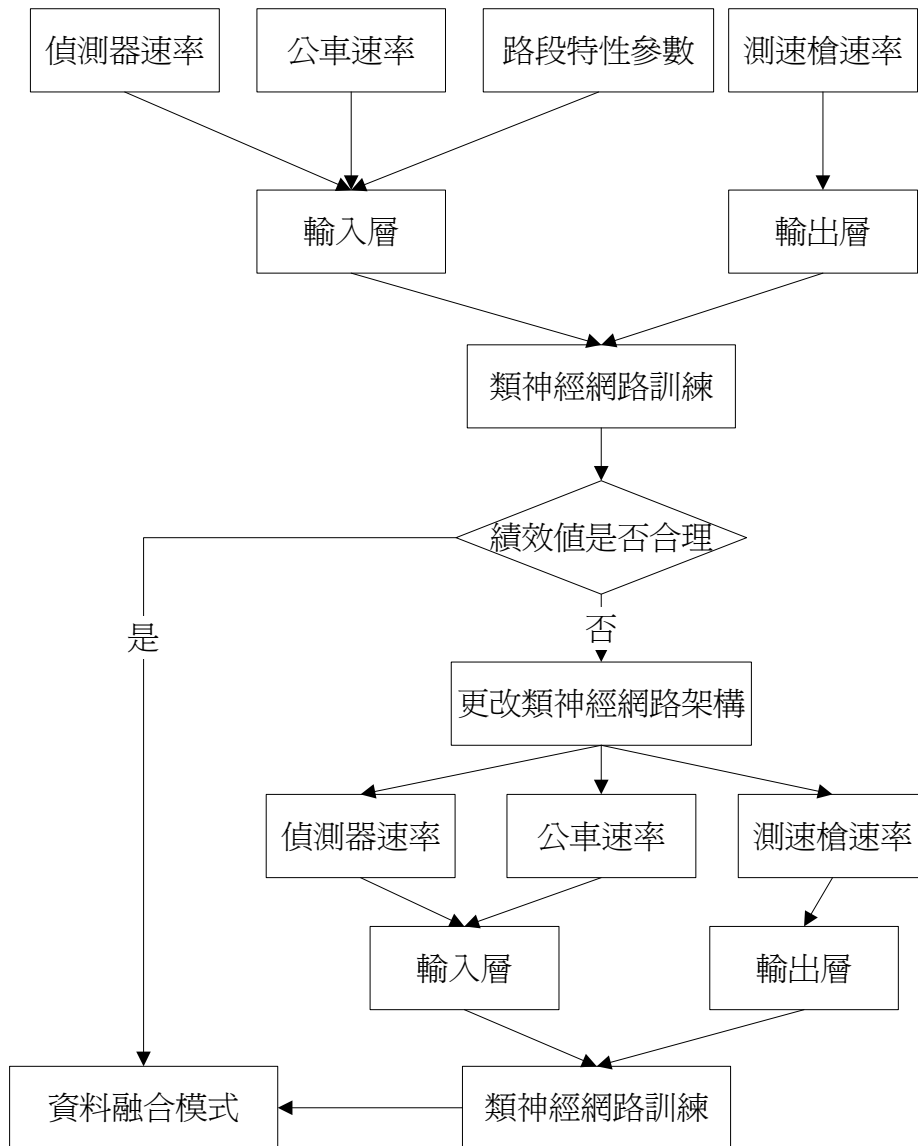 偵測器速率
公車速率
路段特性參數
測速槍速率
輸入層
輸出層
類神經網路訓練
績效值是否合理
是
否
更改類神經網路架構
偵測器速率
公車速率
測速槍速率
輸入層
輸出層
資料融合模式
類神經網路訓練